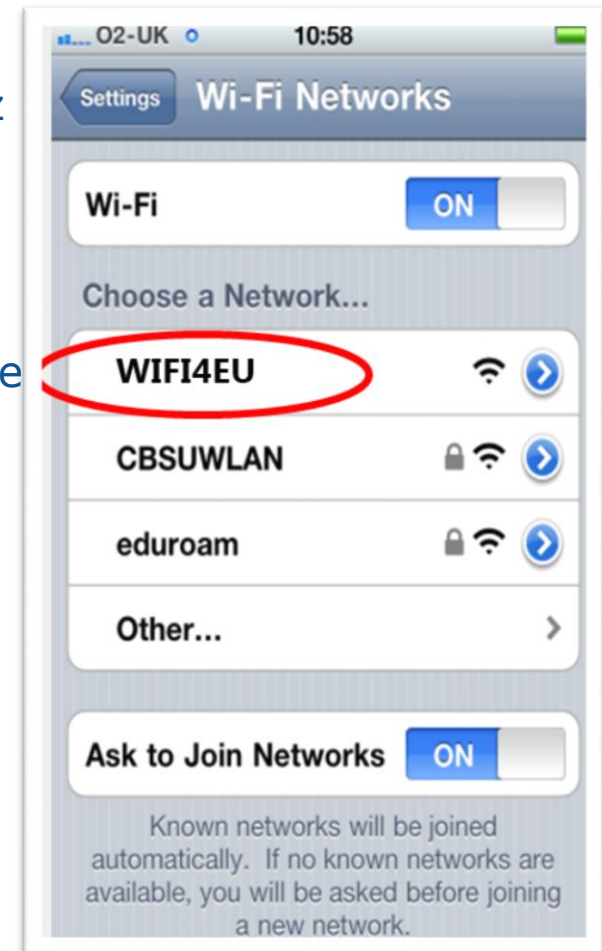 O2-UK 10:58
Settings Wi-Fi Networks
z
Wi-Fi ON
Choose a Network...
e WIFI4EU
CBSUWLAN
eduroam
Other...
Ask to Join Networks ON
Known networks will be joined
automatically. If no known networks are
available, you will be asked before joining
a new network.